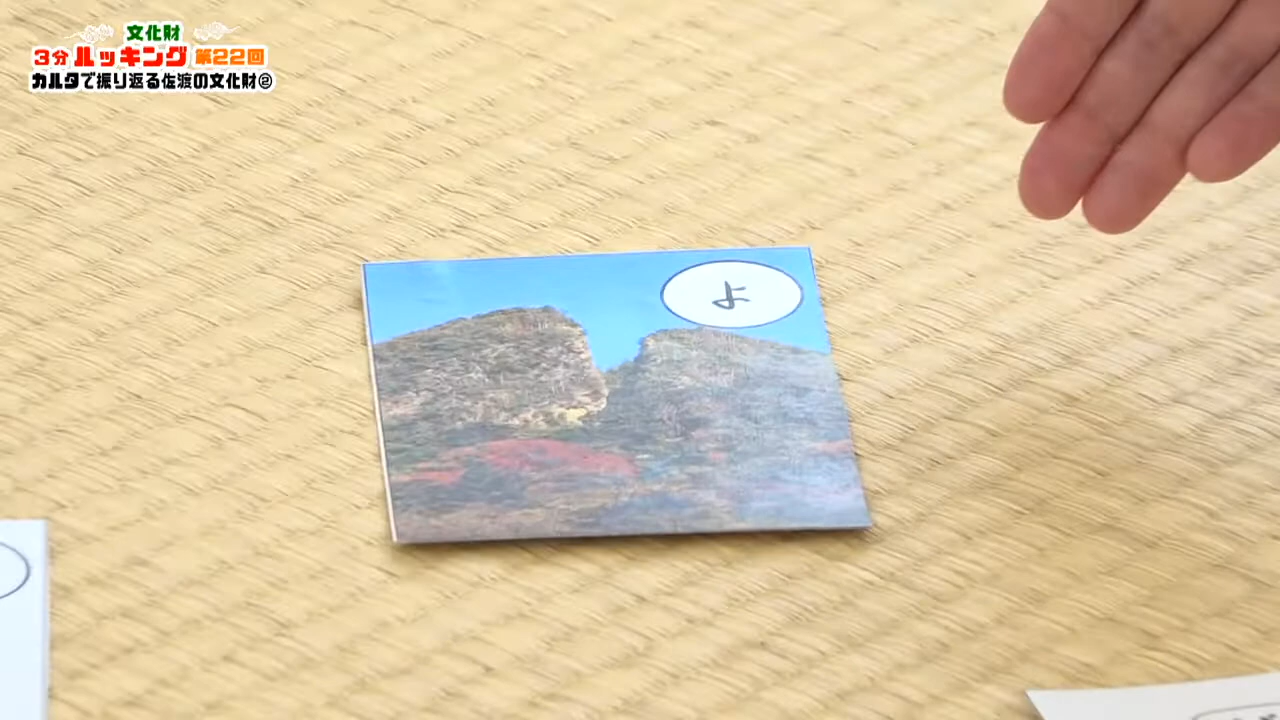 文化財
3分ルッキング 第22回
カルタで振り返る佐渡の文化財②
よ